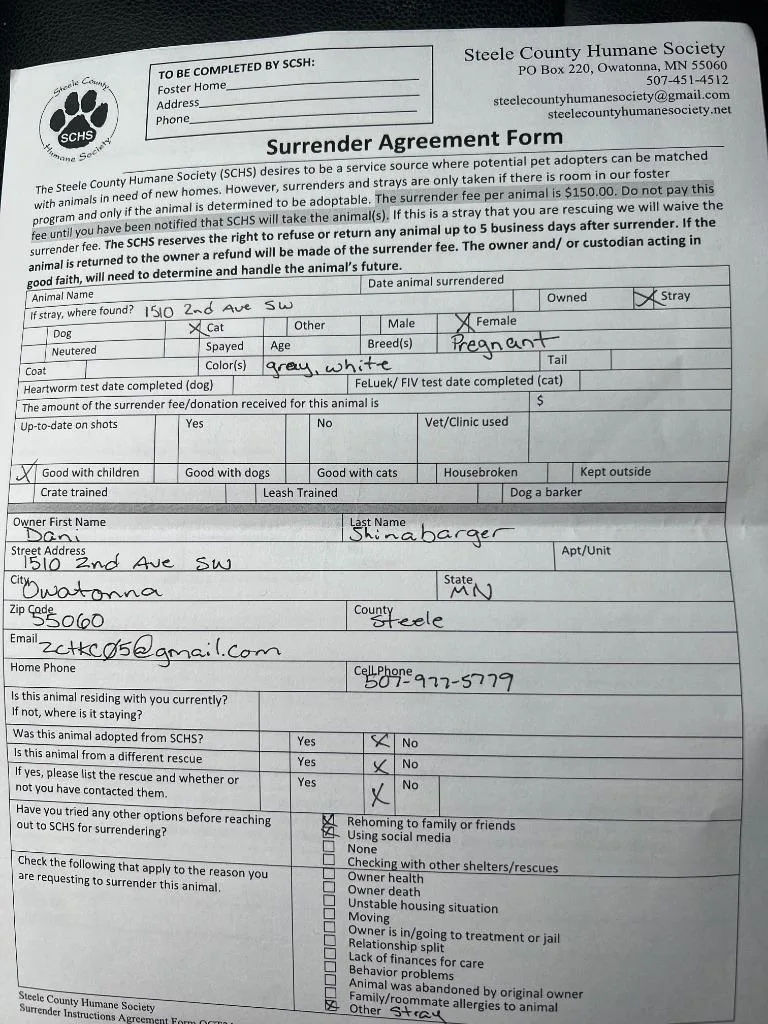 Steele County
SCHS
Humane Society
TO BE COMPLETED BY SCSH:
Foster Home
Address
Phone
Steele County Humane Society
PO Box 220, Owatonna, MN 55060
507-451-4512
steelecountyhumanesociety@gmail.com
steelecountyhumanesociety.net
Surrender Agreement Form
The Steele County Humane Society (SCHS) desires to be a service source where potential pet adopters can be matched
with animals in need of new homes. However, surrenders and strays are only taken if there is room in our foster
program and only if the animal is determined to be adoptable. The surrender fee per animal is $150.00. Do not pay this
fee until you have been notified that SCHS will take the animal(s). If this is a stray that you are rescuing we will waive the
surrender fee. The SCHS reserves the right to refuse or return any animal up to 5 business days after surrender. If the
animal is returned to the owner a refund will be made of the surrender fee. The owner and/ or custodian acting in
good faith, will need to determine and handle the animal's future.
Animal Name Date animal surrendered
If stray, where found? 1510 2nd Ave SW Owned X Stray
Dog X Cat Other Male X Female
Neutered Spayed Age Breed(s) Pregnant
Coat Color(s) gray, white Tail
Heartworm test date completed (dog) FeLuek/ FIV test date completed (cat)
The amount of the surrender fee/donation received for this animal is $
Up-to-date on shots Yes No Vet/Clinic used
X Good with children Good with dogs Good with cats Housebroken Kept outside
Crate trained Leash Trained Dog a barker
Owner First Name Last Name
Dani Shinabarger
Street Address Apt/Unit
1510 2nd Ave SW
City State
Owatonna MN
Zip Code County
55060 Steele
Email zctkc05@gmail.com
Home Phone Cell Phone
507-977-5779
Is this animal residing with you currently?
If not, where is it staying?
Was this animal adopted from SCHS? Yes X No
Is this animal from a different rescue Yes X No
If yes, please list the rescue and whether or Yes X No
not you have contacted them.
Have you tried any other options before reaching X Rehoming to family or friends
out to SCHS for surrendering? X Using social media
None
Checking with other shelters/rescues
Check the following that apply to the reason you Owner health
are requesting to surrender this animal. Owner death
Unstable housing situation
Moving
Owner is in/going to treatment or jail
Relationship split
Lack of finances for care
Behavior problems
Animal was abandoned by original owner
Family/roommate allergies to animal
X Other Stray
Steele County Humane Society
Surrender Instructions Agreement Form